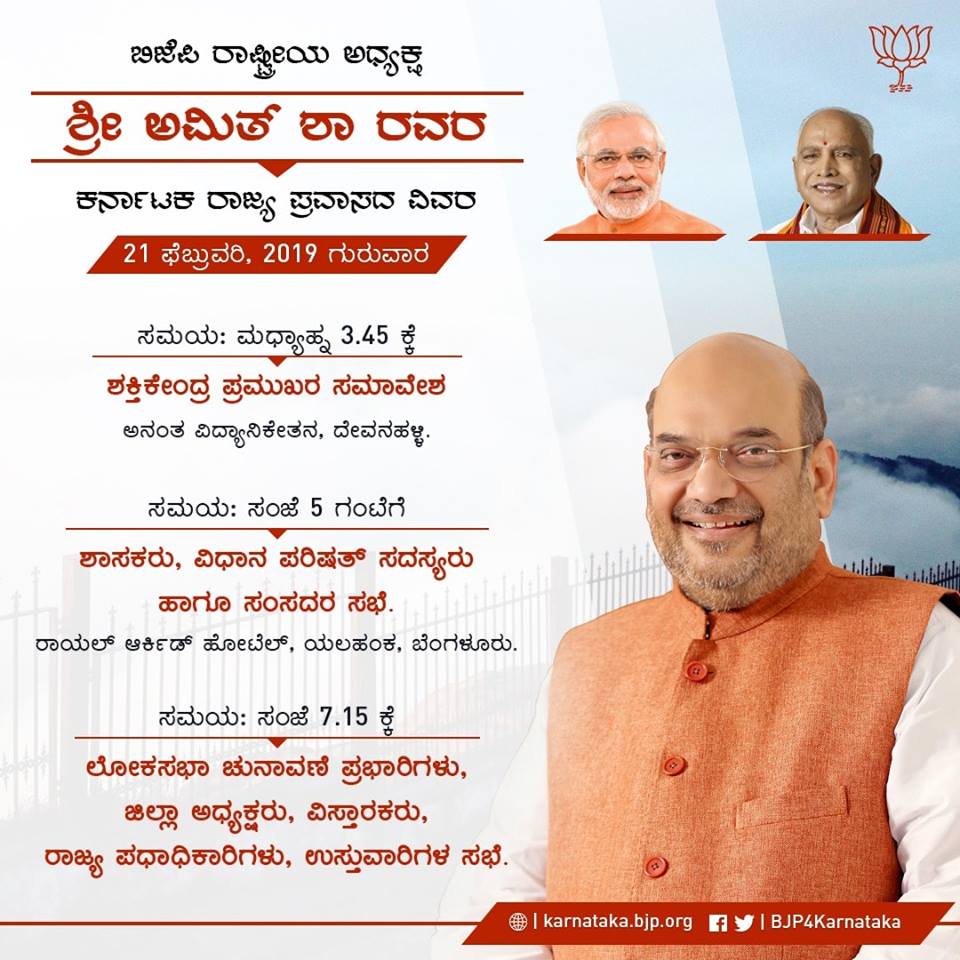 ಬಿಜೆಪಿ ರಾಷ್ಟ್ರೀಯ ಅಧ್ಯಕ್ಷ
ಶ್ರೀ ಅಮಿತ್ ಶಾ ರವರ
ಕರ್ನಾಟಕ ರಾಜ್ಯ ಪ್ರವಾಸದ ವಿವರ
21 ಫೆಬ್ರುವರಿ, 2019 ಗುರುವಾರ
ಸಮಯ: ಮಧ್ಯಾಹ್ನ 3.45 ಕ್ಕೆ
ಶಕ್ತಿಕೇಂದ್ರ ಪ್ರಮುಖರ ಸಮಾವೇಶ
ಅನಂತ ವಿದ್ಯಾನಿಕೇತನ, ದೇವನಹಳ್ಳಿ.
ಸಮಯ: ಸಂಜೆ 5 ಗಂಟೆಗೆ
ಶಾಸಕರು, ವಿಧಾನ ಪರಿಷತ್ ಸದಸ್ಯರು
ಹಾಗೂ ಸಂಸದರ ಸಭೆ.
ರಾಯಲ್ ಆರ್ಕಿಡ್ ಹೋಟೆಲ್, ಯಲಹಂಕ, ಬೆಂಗಳೂರು.
ಸಮಯ: ಸಂಜೆ 7.15 ಕ್ಕೆ
ಲೋಕಸಭಾ ಚುನಾವಣೆ ಪ್ರಭಾರಿಗಳು,
ಜಿಲ್ಲಾ ಅಧ್ಯಕ್ಷರು, ವಿಸ್ತಾರಕರು,
ರಾಜ್ಯ ಪಧಾಧಿಕಾರಿಗಳು, ಉಸ್ತುವಾರಿಗಳ ಸಭೆ.
| karnataka.bjp.org | BJP4Karnataka